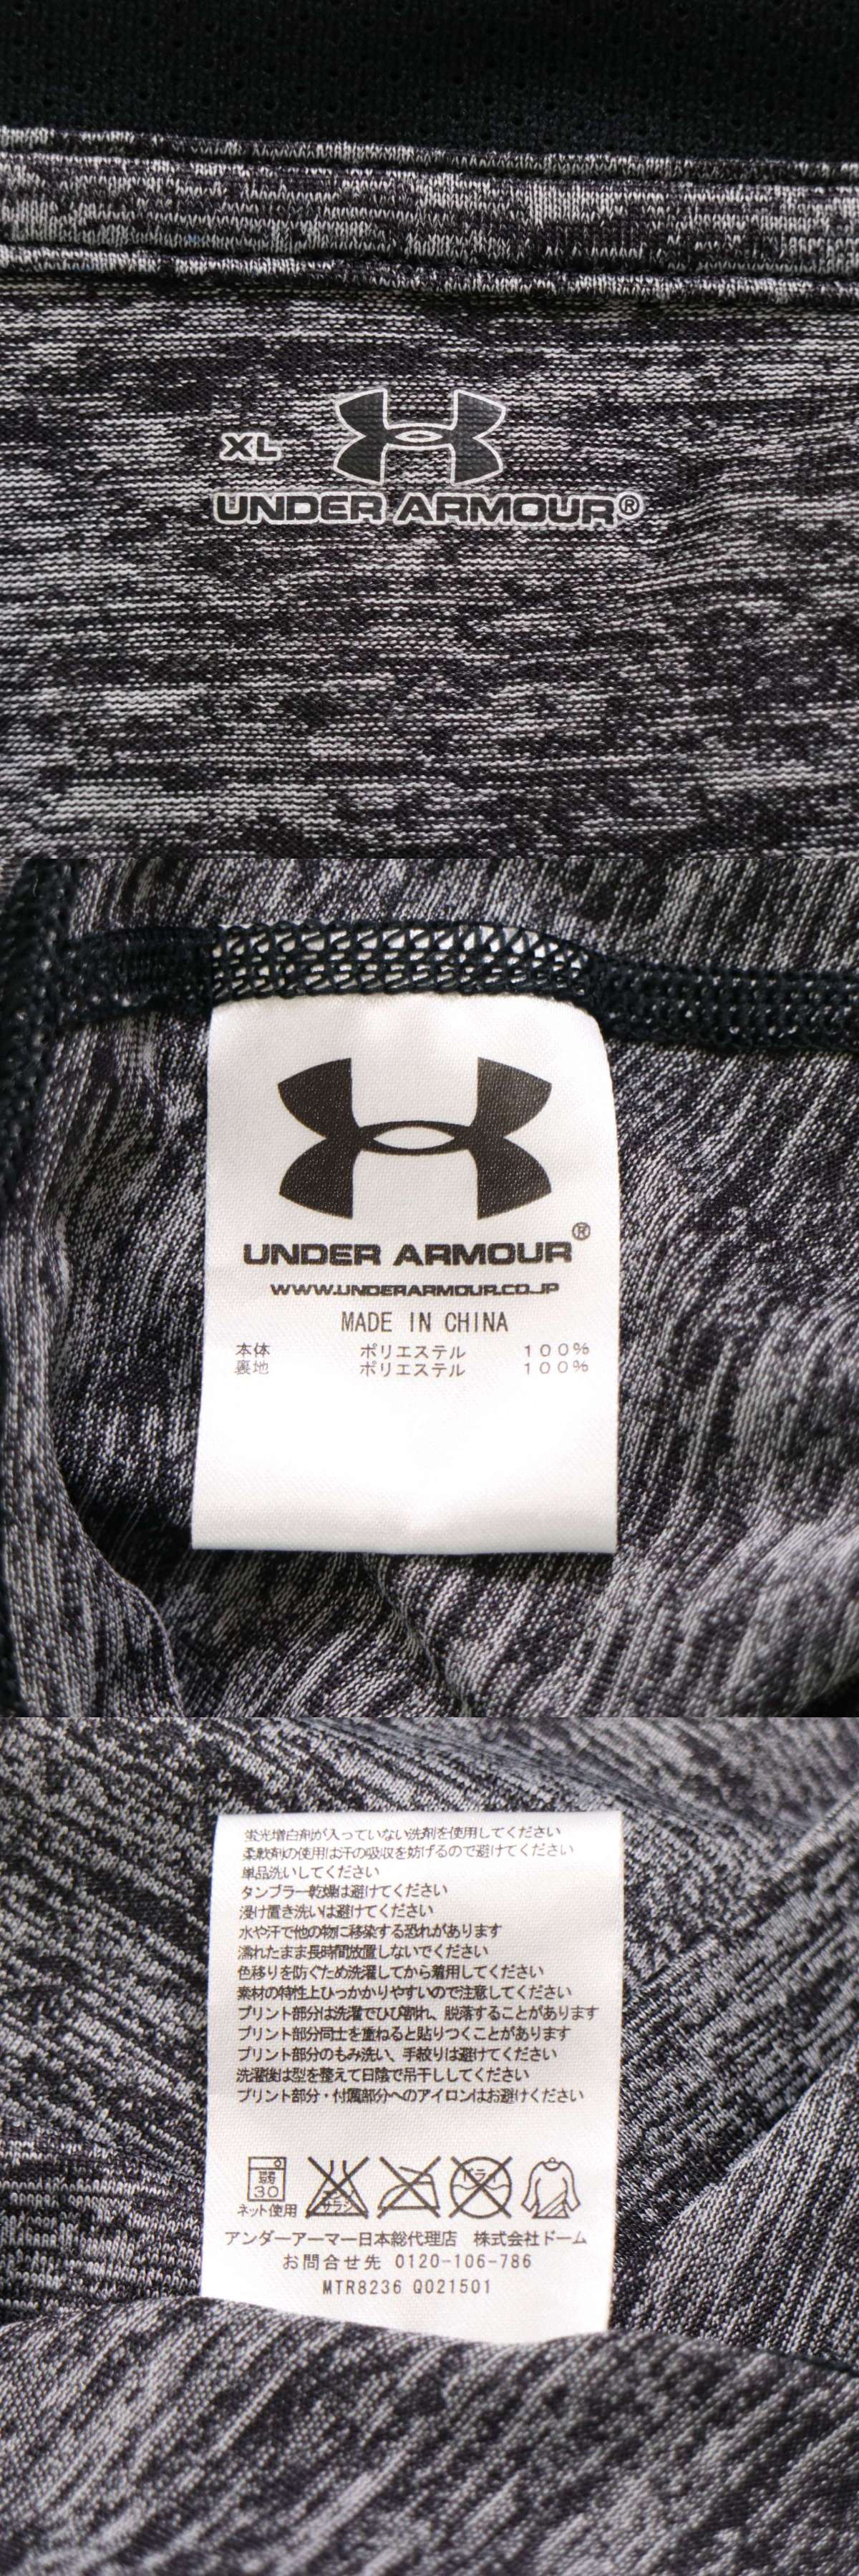 XL
UNDER ARMOUR®
UNDER ARMOUR®
WWW.UNDERARMOUR.CO.JP
MADE IN CHINA
本体 ポリエステル 100%
裏地 ポリエステル 100%
蛍光増白剤が入っていない洗剤を使用してください
柔軟剤の使用は汗の吸収を妨げるので避けてください
単品洗いしてください
タンブラー乾燥は避けてください
浸け置き洗いは避けてください
水や汗で他の物に移染する恐れがあります
濡れたまま長時間放置しないでください
色移りを防ぐため洗濯してから着用してください
素材の特性上ひっかかりやすいので注意してください
プリント部分は洗濯でひび割れ、脱落することがあります
プリント部分同士を重ねると貼りつくことがあります
プリント部分のもみ洗い、手絞りは避けてください
洗濯後は型を整えて日陰で吊干ししてください
プリント部分・付属部分へのアイロンはお避けください
30 サラシ ドライ
ネット使用
アンダーアーマー日本総代理店 株式会社ドーム
お問合せ先 0120-106-786
MTR8236 Q021501